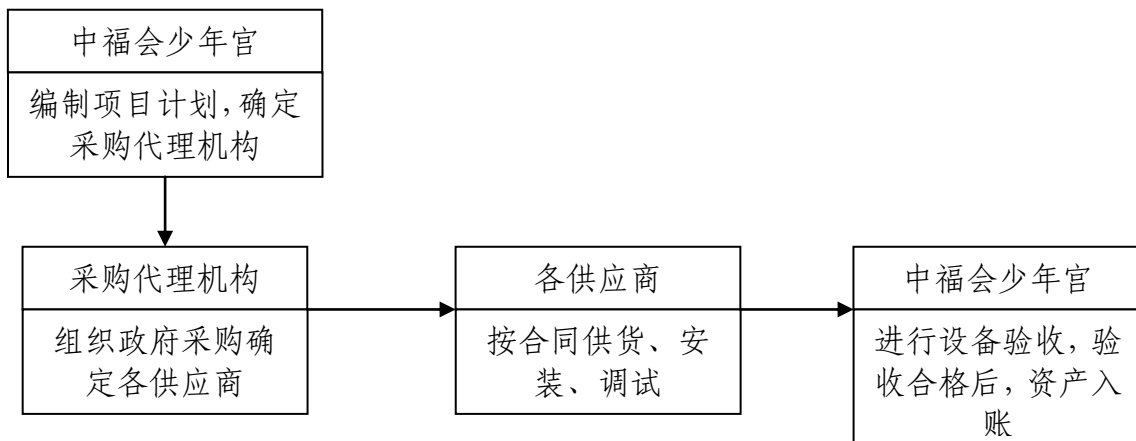 中福会少年宫
编制项目计划，确定
采购代理机构
采购代理机构
组织政府采购确
定各供应商
各供应商
按合同供货、安
装、调试
中福会少年宫
进行设备验收，验
收合格后，资产入
账